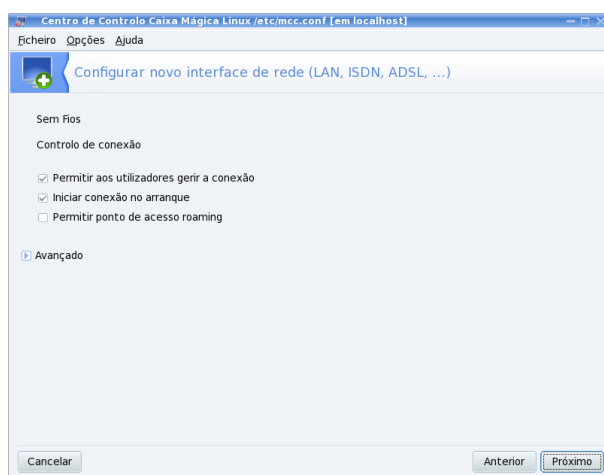 Centro de Controlo Caixa Mágica Linux /etc/mcc.conf [em localhost]
Ficheiro Opções Ajuda
Configurar novo interface de rede (LAN, ISDN, ADSL, ...)
Sem Fios
Controlo de conexão
Permitir aos utilizadores gerir a conexão
Iniciar conexão no arranque
Permitir ponto de acesso roaming
Avançado
Cancelar Anterior Próximo